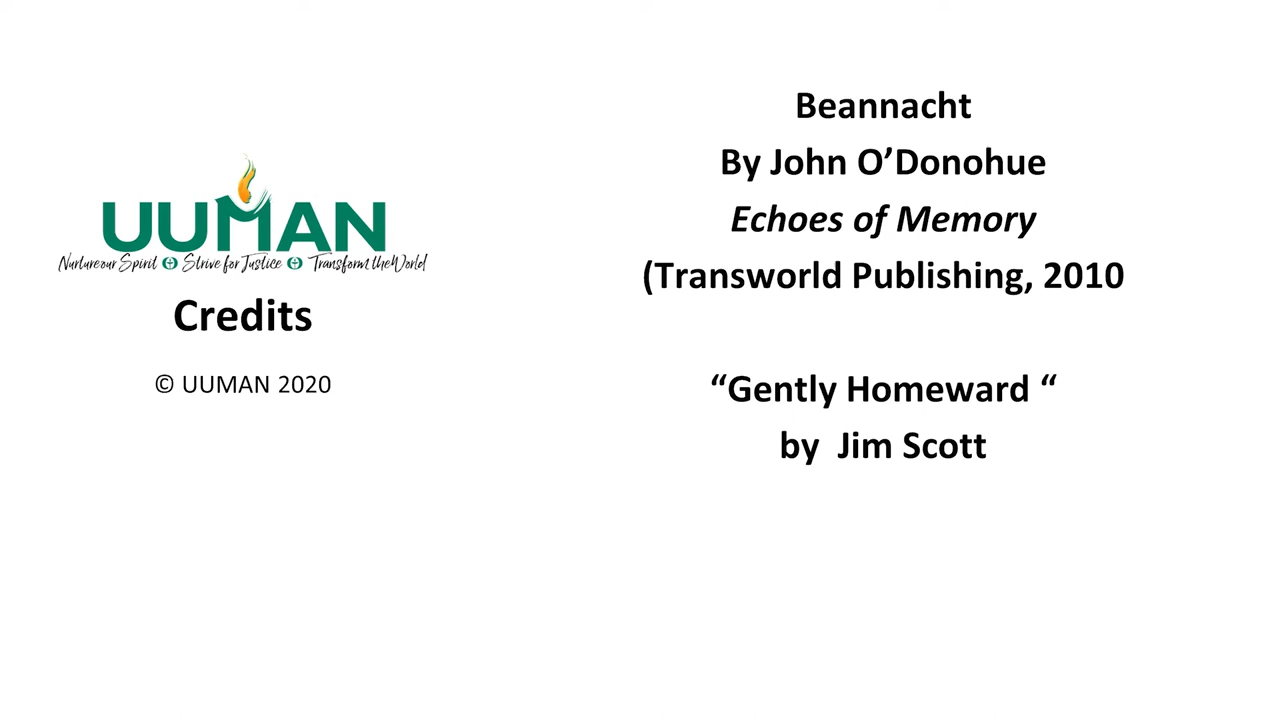 UUMAN
Nurture our Spirit Strive for Justice Transform the World
Credits
© UUMAN 2020
Beannacht
By John O’Donohue
Echoes of Memory
(Transworld Publishing, 2010
“Gently Homeward “
by  Jim Scott